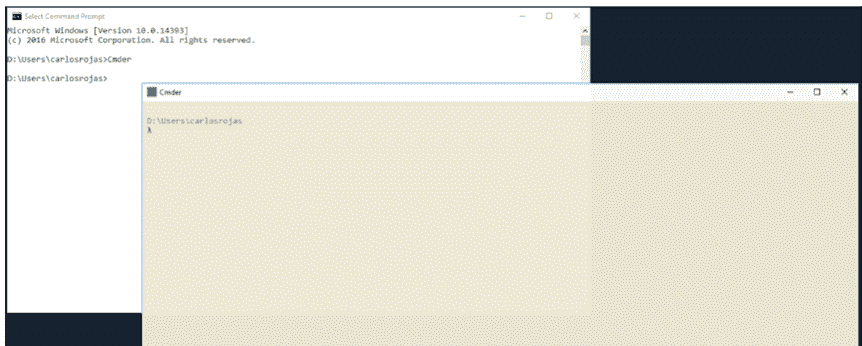 Select Command Prompt
Microsoft Windows [Version 10.0.14393]
(c) 2016 Microsoft Corporation. All rights reserved.
D:\Users\carlosrojas>Cmder
D:\Users\carlosrojas>
Cmder
D:\Users\carlosrojas
λ